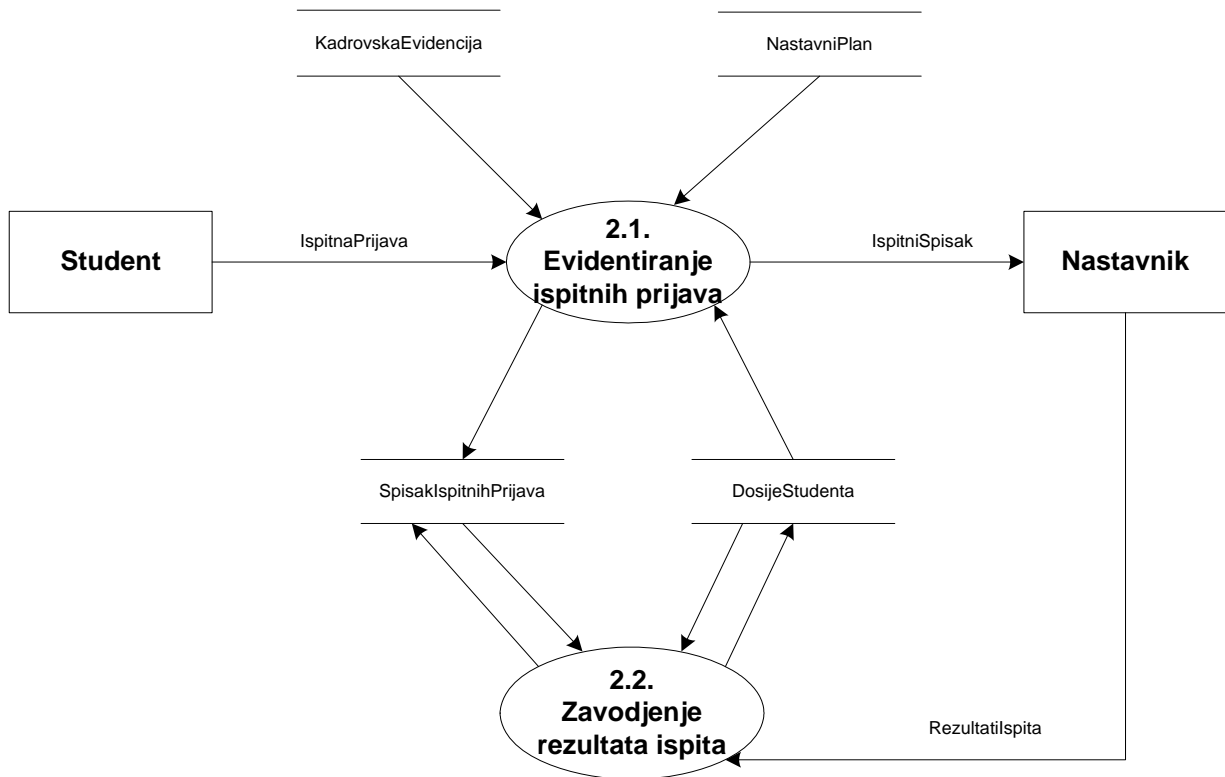 KadrovskaEvidencija
NastavniPlan
Student
IspitnaPrijava
2.1.
Evidentiranje
ispitnih prijava
IspitniSpisak
Nastavnik
SpisakIspitnihPrijava
DosijeStudenta
2.2.
Zavodjenje
rezultata ispita
RezultatiIspita